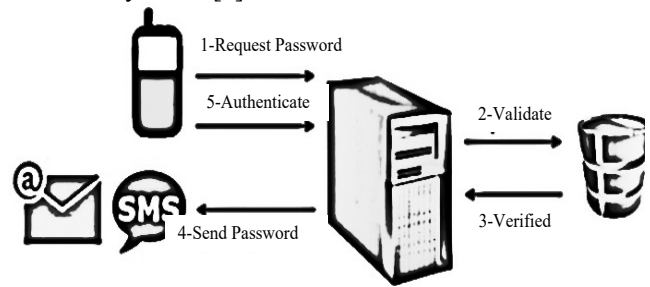 1-Request Password
5-Authenticate
2-Validate
3-Verified
@
SMS
4-Send Password